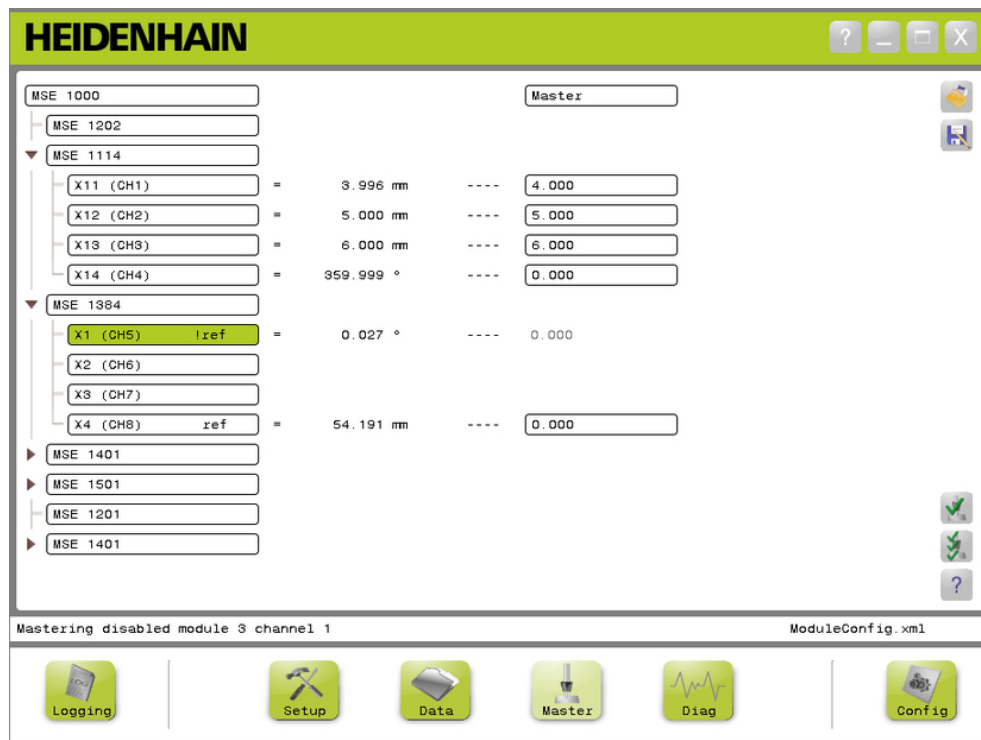 HEIDENHAIN ? _ X
MSE 1000 Master
MSE 1202
MSE 1114
X11 (CH1) = 3.996 mm ---- 4.000
X12 (CH2) = 5.000 mm ---- 5.000
X13 (CH3) = 6.000 mm ---- 6.000
X14 (CH4) = 359.999 ° ---- 0.000
MSE 1384
X1 (CH5) !ref = 0.027 ° ---- 0.000
X2 (CH6)
X3 (CH7)
X4 (CH8) ref = 54.191 mm ---- 0.000
MSE 1401
MSE 1501
MSE 1201
MSE 1401
?
Mastering disabled module 3 channel 1 ModuleConfig.xml
LOG
Logging Setup Data Master Diag Config